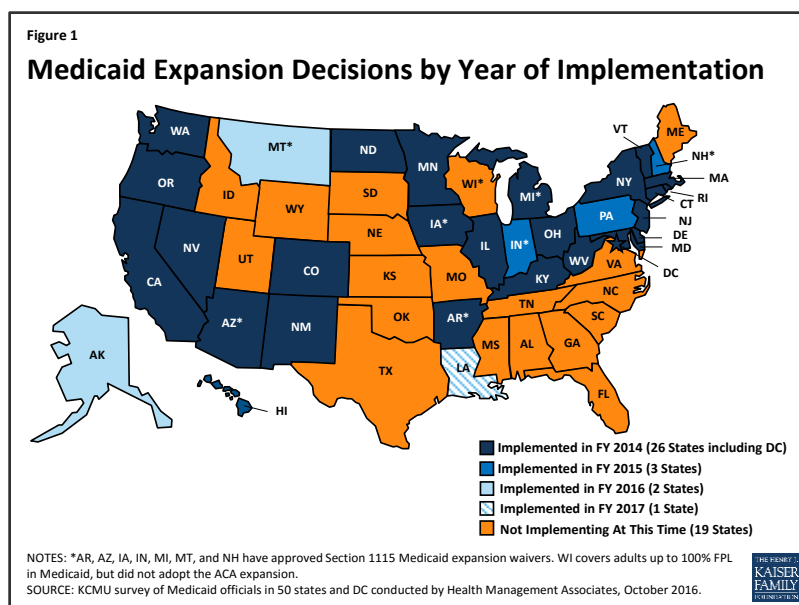 Figure 1
Medicaid Expansion Decisions by Year of Implementation
WA
MT*
ND
MN
VT
ME
NH*
MA
OR
ID
SD
WI*
MI*
NY
RI
CT
WY
IA*
PA
NJ
NE
DE
NV
UT
IL
IN*
OH
MD
CO
WV
VA
DC
CA
KS
MO
KY
NC
AZ*
NM
OK
AR*
TN
SC
MS
AL
GA
AK
TX
LA
FL
HI
Implemented in FY 2014 (26 States including DC)
Implemented in FY 2015 (3 States)
Implemented in FY 2016 (2 States)
Implemented in FY 2017 (1 State)
Not Implementing At This Time (19 States)
NOTES: *AR, AZ, IA, IN, MI, MT, and NH have approved Section 1115 Medicaid expansion waivers. WI covers adults up to 100% FPL
in Medicaid, but did not adopt the ACA expansion.
SOURCE: KCMU survey of Medicaid officials in 50 states and DC conducted by Health Management Associates, October 2016.
THE HENRY J.
KAISER
FAMILY
FOUNDATION